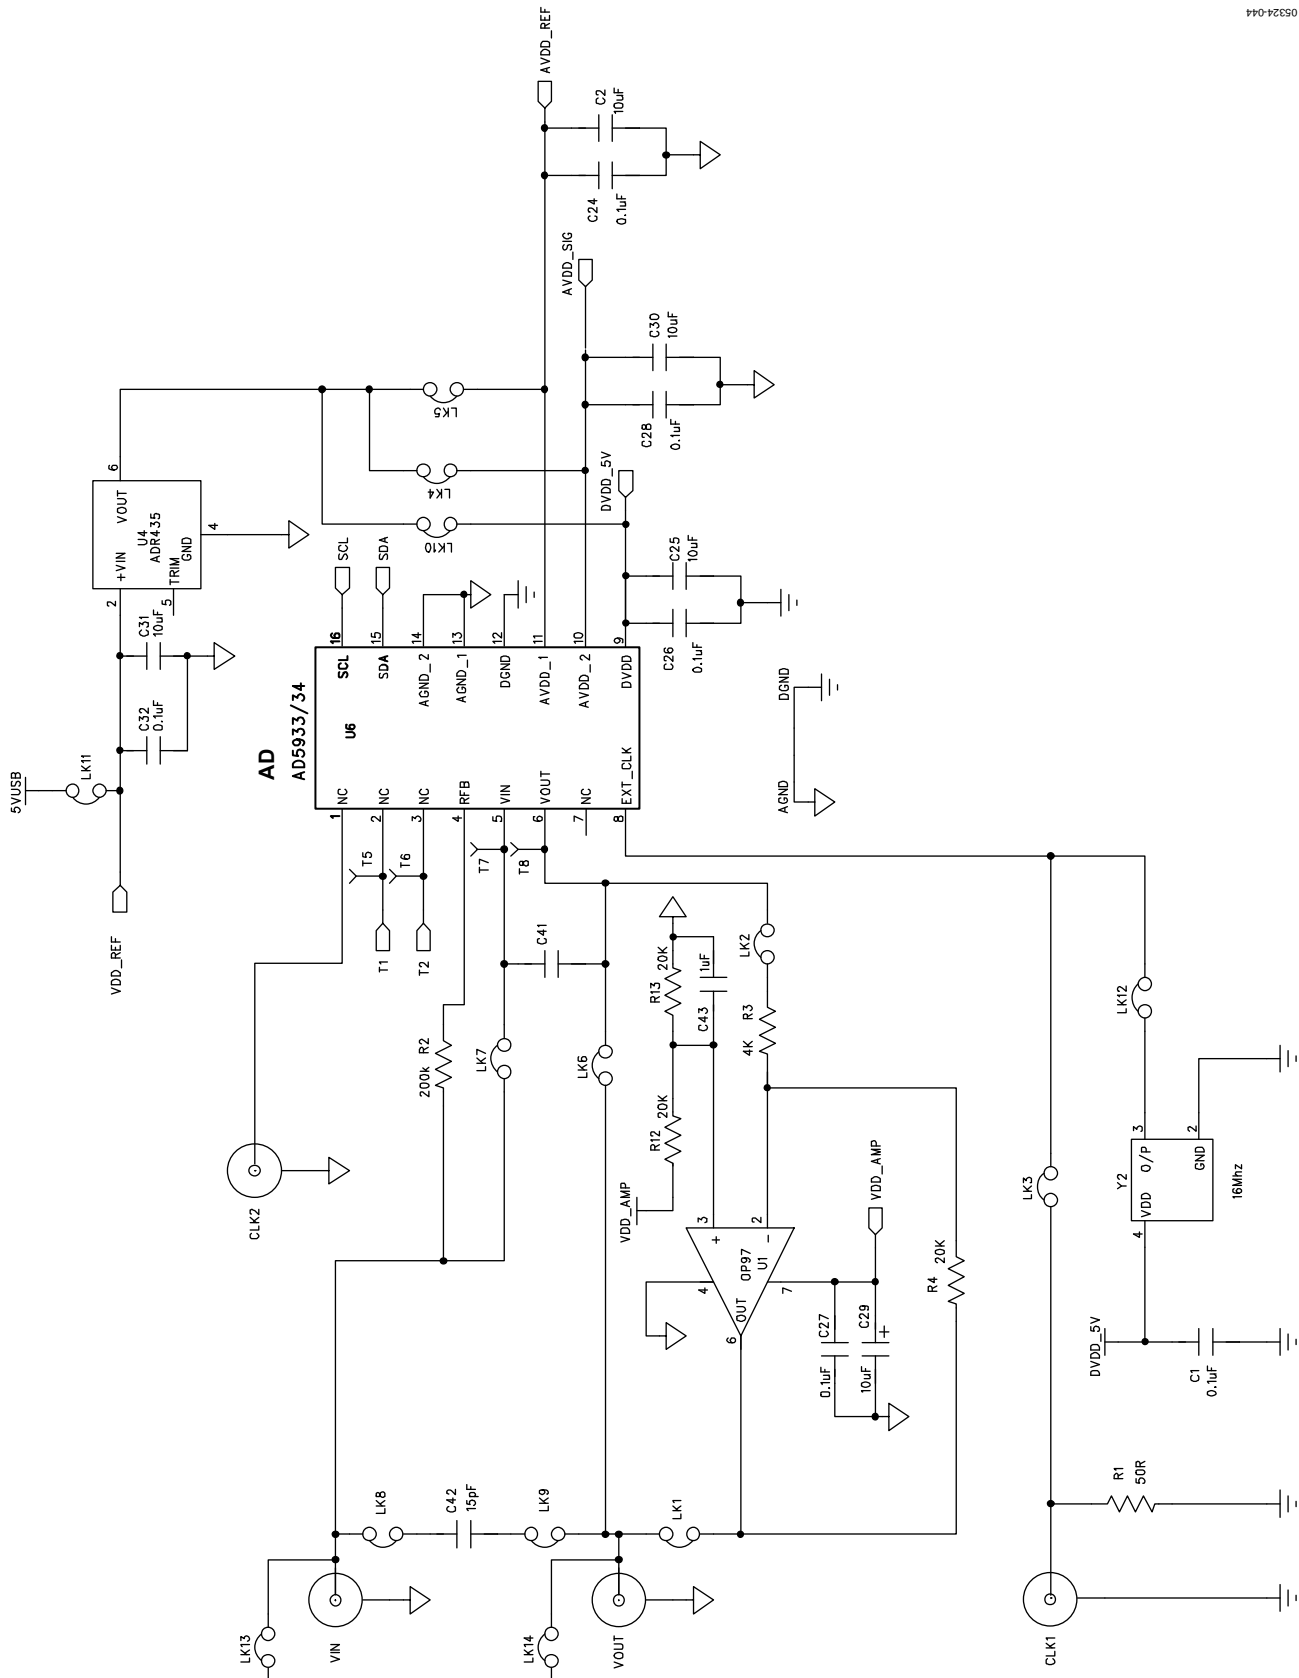 05324-044
AVDD_REF
C2
10uF
C24
0.1uF
AVDD_SIG
C30
10uF
C28
0.1uF
LK5
LK4
LK10
DVDD_5V
C25
10uF
C26
0.1uF
6
VOUT
U4
ADR435
GND
4
+VIN
TRIM
2
5
C31
10uF
C32
0.1uF
5VUSB
LK11
VDD_REF
SCL
SDA
16
15
14
13
12
11
10
9
SCL
SDA
AGND_2
AGND_1
DGND
AVDD_1
AVDD_2
DVDD
AD
AD5933/34
U6
NC
NC
NC
RFB
VIN
VOUT
NC
EXT_CLK
1
2
3
4
5
6
7
8
AGND
DGND
T5
T6
T7
T8
T1
T2
C41
R2
200k
LK7
LK6
CLK2
R13
20K
1uF
C43
LK2
R3
4K
R12
20K
VDD_AMP
3
+
2
–
OP97
U1
OUT
4
7
6
VDD_AMP
C27
0.1uF
C29
10uF
+
R4
20K
LK12
LK3
Y2
3
O/P
2
GND
VDD
4
16Mhz
DVDD_5V
C1
0.1uF
R1
50R
CLK1
LK8
C42
15pF
LK9
LK1
LK13
VIN
LK14
VOUT